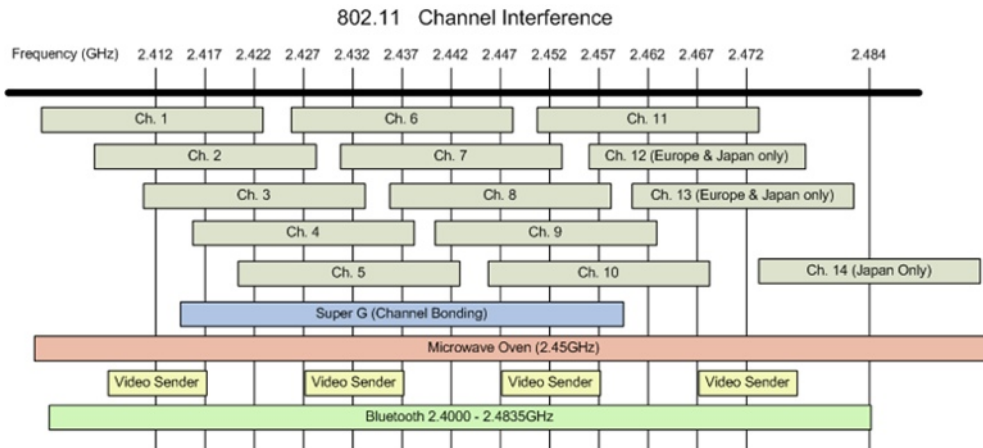 802.11 Channel Interference
Frequency (GHz) 2.412 2.417 2.422 2.427 2.432 2.437 2.442 2.447 2.452 2.457 2.462 2.467 2.472 2.484
Ch. 1 Ch. 6 Ch. 11
Ch. 2 Ch. 7 Ch. 12 (Europe & Japan only)
Ch. 3 Ch. 8 Ch. 13 (Europe & Japan only)
Ch. 4 Ch. 9
Ch. 5 Ch. 10 Ch. 14 (Japan Only)
Super G (Channel Bonding)
Microwave Oven (2.45GHz)
Video Sender Video Sender Video Sender Video Sender
Bluetooth 2.4000 - 2.4835GHz